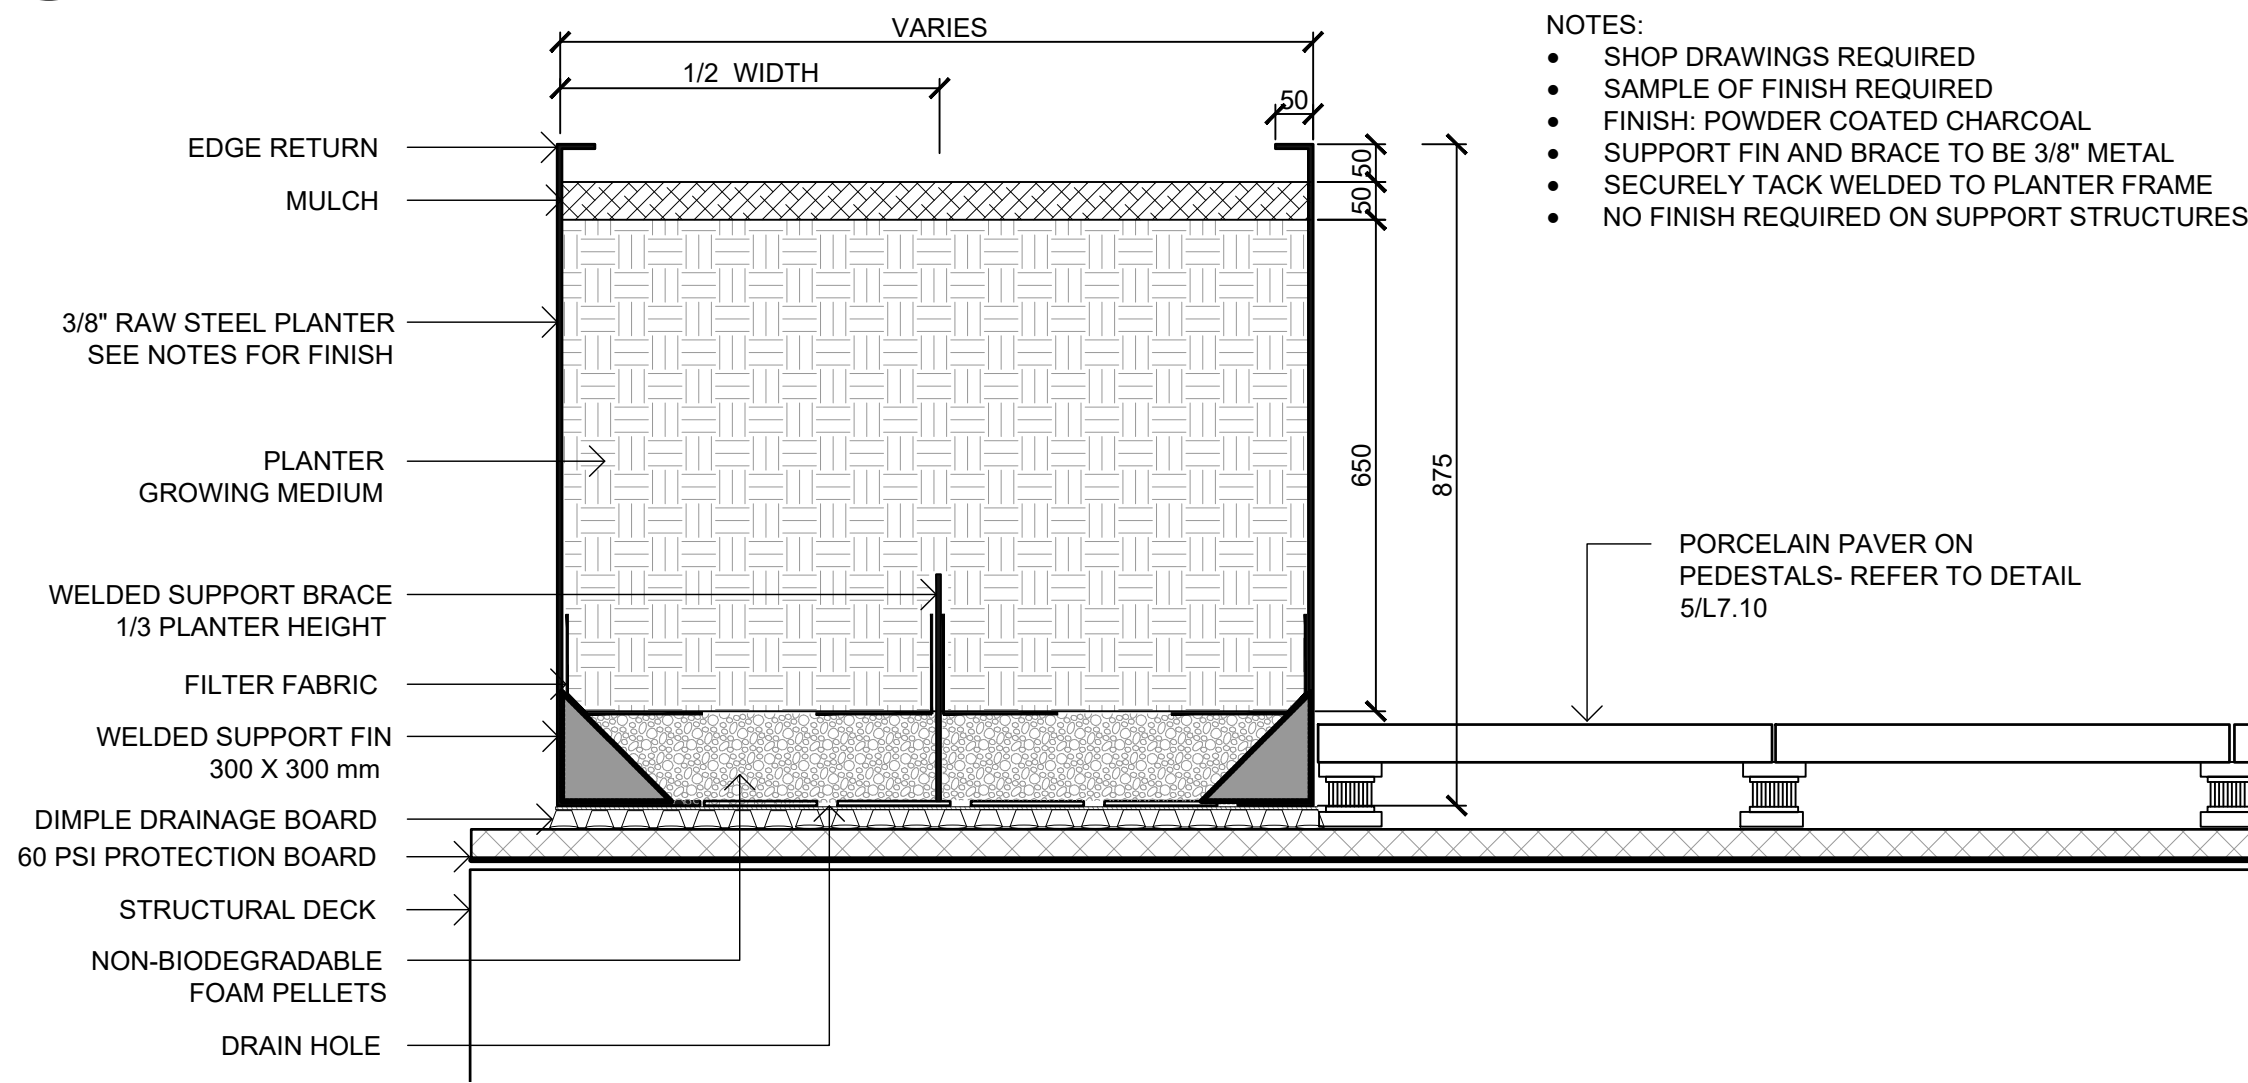 VARIES
1/2 WIDTH
50
NOTES:
• SHOP DRAWINGS REQUIRED
• SAMPLE OF FINISH REQUIRED
• FINISH: POWDER COATED CHARCOAL
• SUPPORT FIN AND BRACE TO BE 3/8" METAL
• SECURELY TACK WELDED TO PLANTER FRAME
• NO FINISH REQUIRED ON SUPPORT STRUCTURES
EDGE RETURN
MULCH
3/8" RAW STEEL PLANTER
SEE NOTES FOR FINISH
PLANTER
GROWING MEDIUM
WELDED SUPPORT BRACE
1/3 PLANTER HEIGHT
FILTER FABRIC
WELDED SUPPORT FIN
300 X 300 mm
DIMPLE DRAINAGE BOARD
60 PSI PROTECTION BOARD
STRUCTURAL DECK
NON-BIODEGRADABLE
FOAM PELLETS
DRAIN HOLE
50
50
650
875
PORCELAIN PAVER ON
PEDESTALS- REFER TO DETAIL
5/L7.10